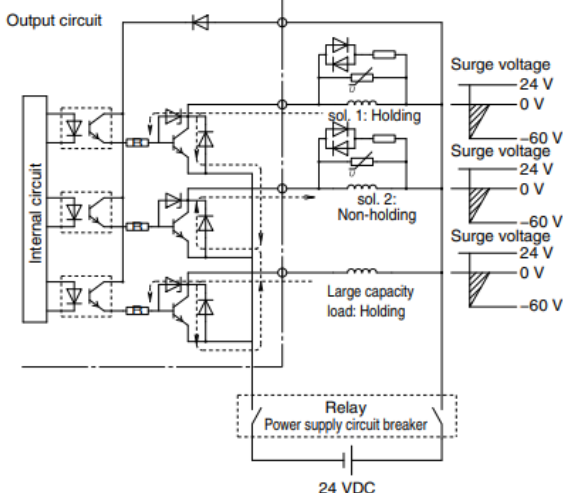 Output circuit
Internal circuit
Surge voltage
24 V
0 V
–60 V
sol. 1: Holding
Surge voltage
24 V
0 V
–60 V
sol. 2:
Non-holding
Surge voltage
24 V
0 V
–60 V
Large capacity
load: Holding
Relay
Power supply circuit breaker
24 VDC